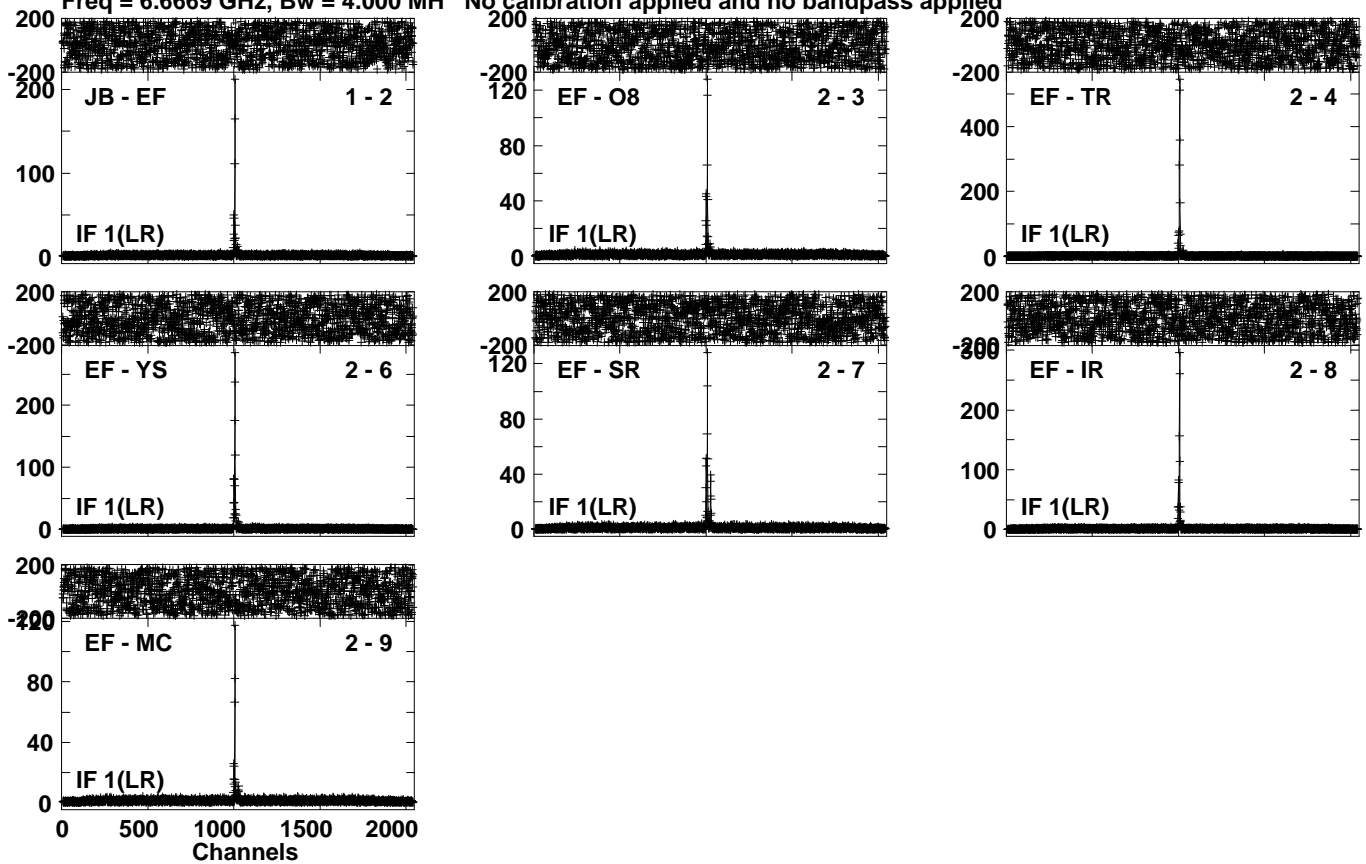 Freq = 6.6669 GHz, Bw = 4.000 MH No calibration applied and no bandpass applied
200
-200
200
100
0
JB - EF
1 - 2
IF 1(LR)
200
-200
120
80
40
0
EF - O8
2 - 3
IF 1(LR)
200
-200
400
200
0
EF - TR
2 - 4
IF 1(LR)
200
-200
200
100
0
EF - YS
2 - 6
IF 1(LR)
200
-200
120
80
40
0
EF - SR
2 - 7
IF 1(LR)
200
-200
300
200
100
0
EF - IR
2 - 8
IF 1(LR)
200
-200
120
80
40
0
EF - MC
2 - 9
IF 1(LR)
0 500 1000 1500 2000
Channels